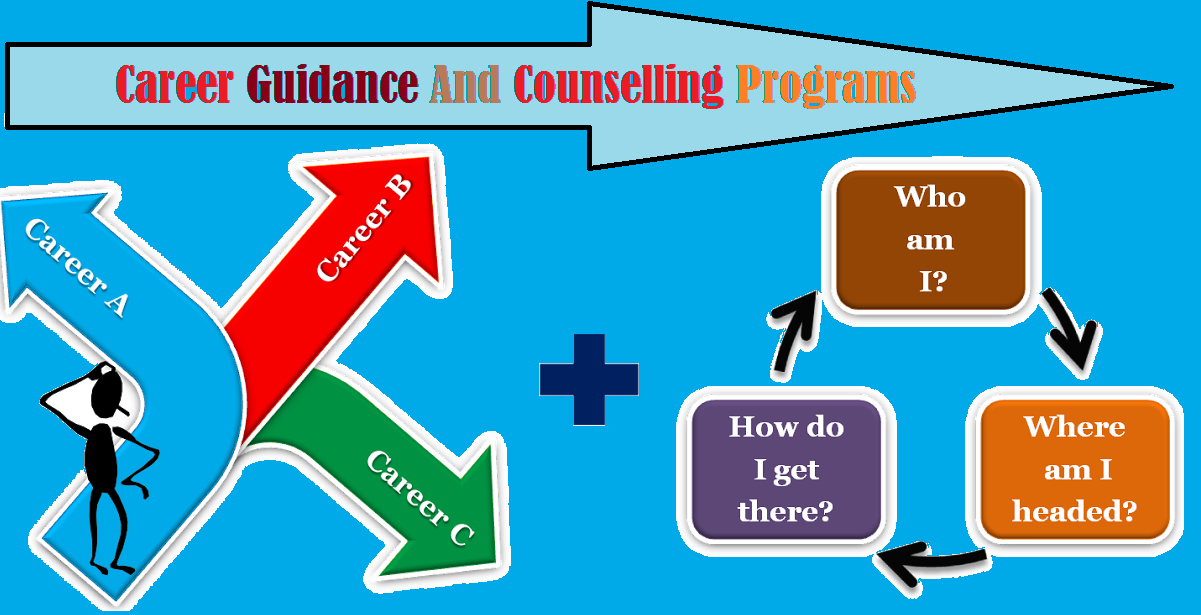 Career Guidance And Counselling Programs
Career A
Career B
Career C
Who
am
I?
Where
am I
headed?
How do
I get
there?